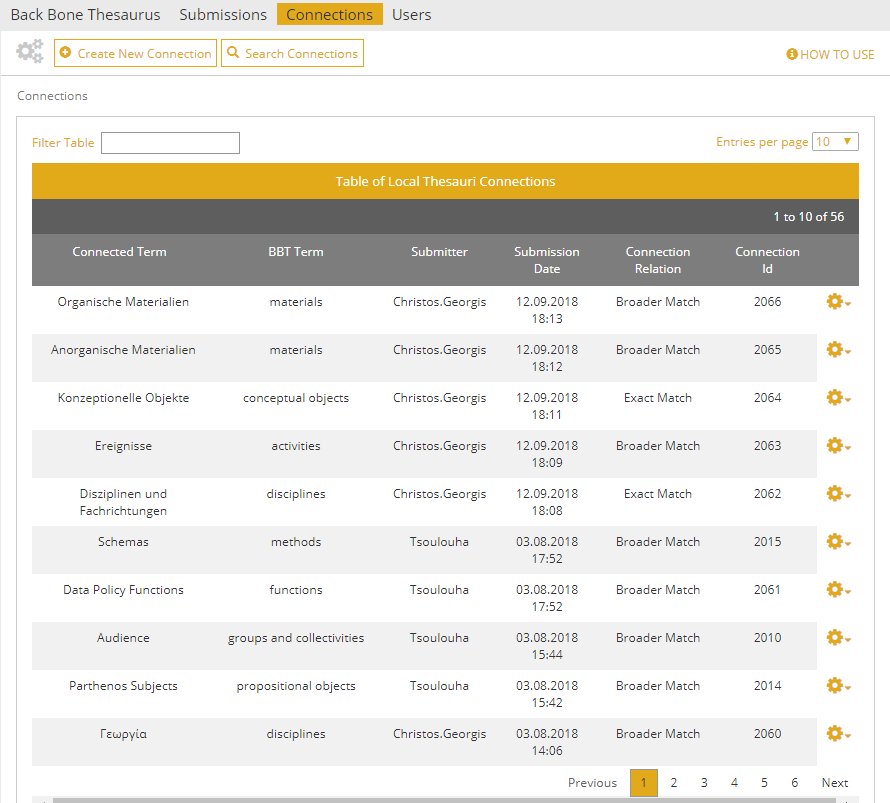 Back Bone Thesaurus Submissions Connections Users
Create New Connection Search Connections HOW TO USE
Connections
Filter Table Entries per page 10
Table of Local Thesauri Connections
1 to 10 of 56
Connected Term BBT Term Submitter Submission Connection Connection
Date Relation Id
Organische Materialien materials Christos.Georgis 12.09.2018 Broader Match 2066
18:13
Anorganische Materialien materials Christos.Georgis 12.09.2018 Broader Match 2065
18:12
Konzeptionelle Objekte conceptual objects Christos.Georgis 12.09.2018 Exact Match 2064
18:11
Ereignisse activities Christos.Georgis 12.09.2018 Broader Match 2063
18:09
Disziplinen und disciplines Christos.Georgis 12.09.2018 Exact Match 2062
Fachrichtungen 18:08
Schemas methods Tsoulouha 03.08.2018 Broader Match 2015
17:52
Data Policy Functions functions Tsoulouha 03.08.2018 Broader Match 2061
17:52
Audience groups and collectivities Tsoulouha 03.08.2018 Broader Match 2010
15:44
Parthenos Subjects propositional objects Tsoulouha 03.08.2018 Broader Match 2014
15:42
Γεωργία disciplines Christos.Georgis 03.08.2018 Broader Match 2060
14:06
Previous 1 2 3 4 5 6 Next